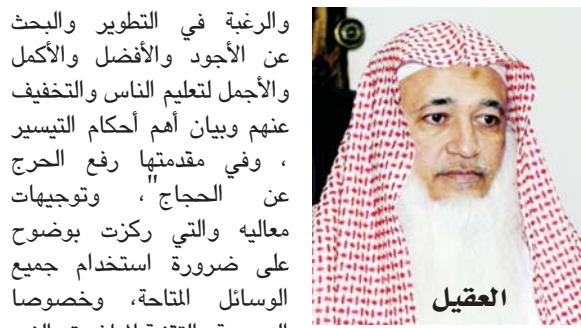 والرغبة في التطوير والبحث
عن الأجود والأفضل والأكمل
والأجمل لتعليم الناس والتخفيف
عنهم وبيان أهم أحكام التيسير
، وفي مقدمتها رفع الحرج
عن الحجاج"، وتوجيهات
معاليه والتي ركزت بوضوح
على ضرورة استخدام جميع
الوسائل المتاحة، وخصوصا
العقيل